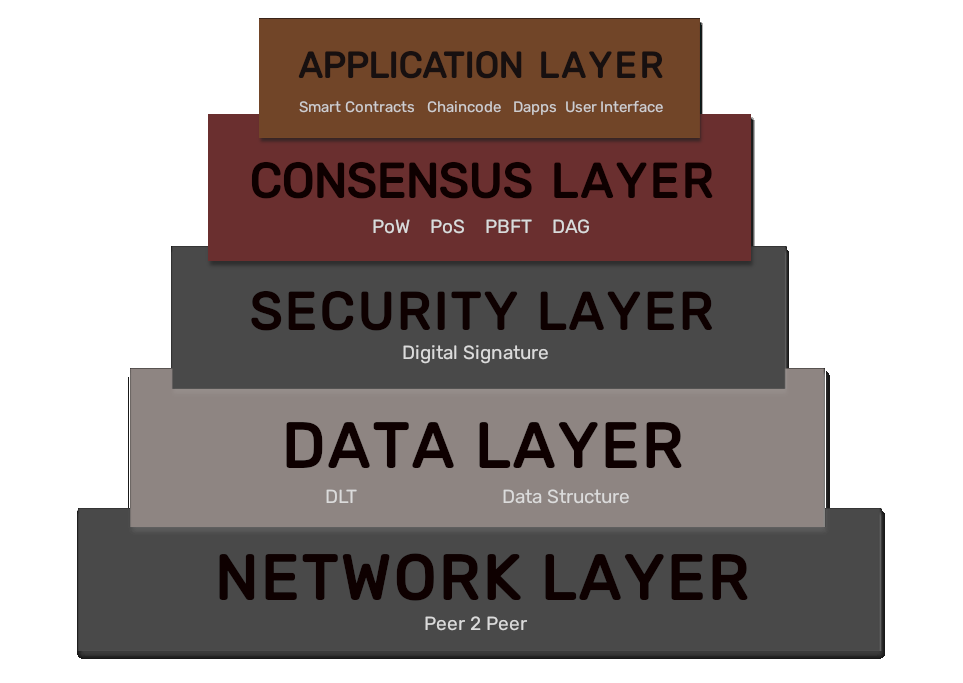 APPLICATION LAYER
Smart Contracts Chaincode Dapps User Interface
CONSENSUS LAYER
PoW PoS PBFT DAG
SECURITY LAYER
Digital Signature
DATA LAYER
DLT Data Structure
NETWORK LAYER
Peer 2 Peer